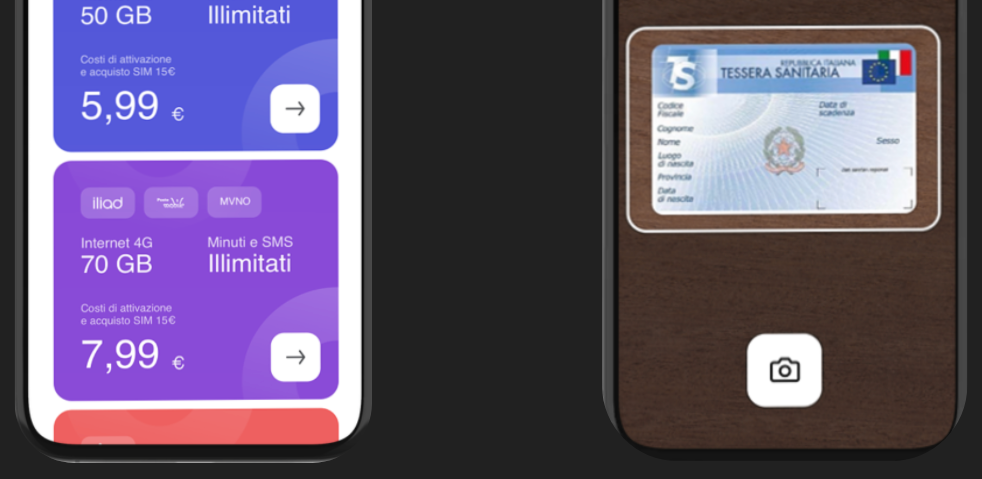 50 GB
Illimitati
Costi di attivazione
e acquisto SIM 15€
5,99 €
iliad
MVNO
Internet 4G
70 GB
Minuti e SMS
Illimitati
Costi di attivazione
e acquisto SIM 15€
7,99 €
TS
REPUBBLICA ITALIANA
TESSERA SANITARIA
Codice
Fiscale
Data di
scadenza
Cognome
Nome
Sesso
Luogo
di nascita
Provincia
Data
di nascita